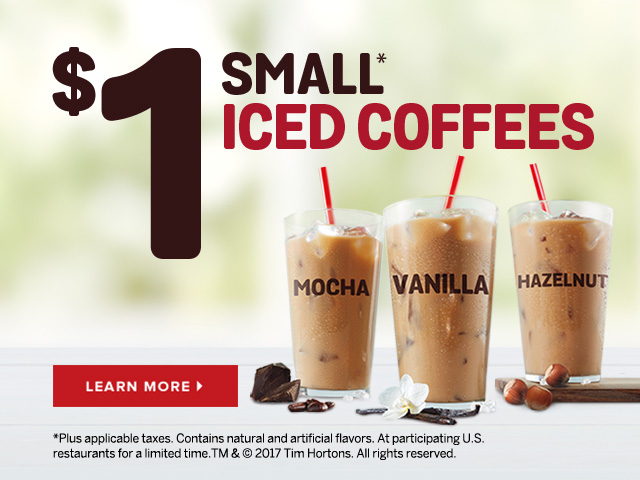 $1
SMALL*
ICED COFFEES
MOCHA
VANILLA
HAZELNUT
LEARN MORE
*Plus applicable taxes. Contains natural and artificial flavors. At participating U.S.
restaurants for a limited time.TM & © 2017 Tim Hortons. All rights reserved.